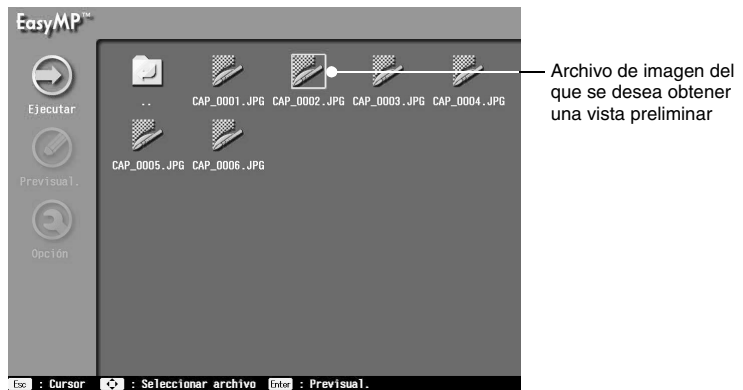 EasyMP™
Ejecutar
Previsual.
Opción
..
CAP_0001.JPG CAP_0002.JPG CAP_0003.JPG CAP_0004.JPG
CAP_0005.JPG CAP_0006.JPG
Archivo de imagen del
que se desea obtener
una vista preliminar
Esc : Cursor : Seleccionar archivo Enter : Previsual.